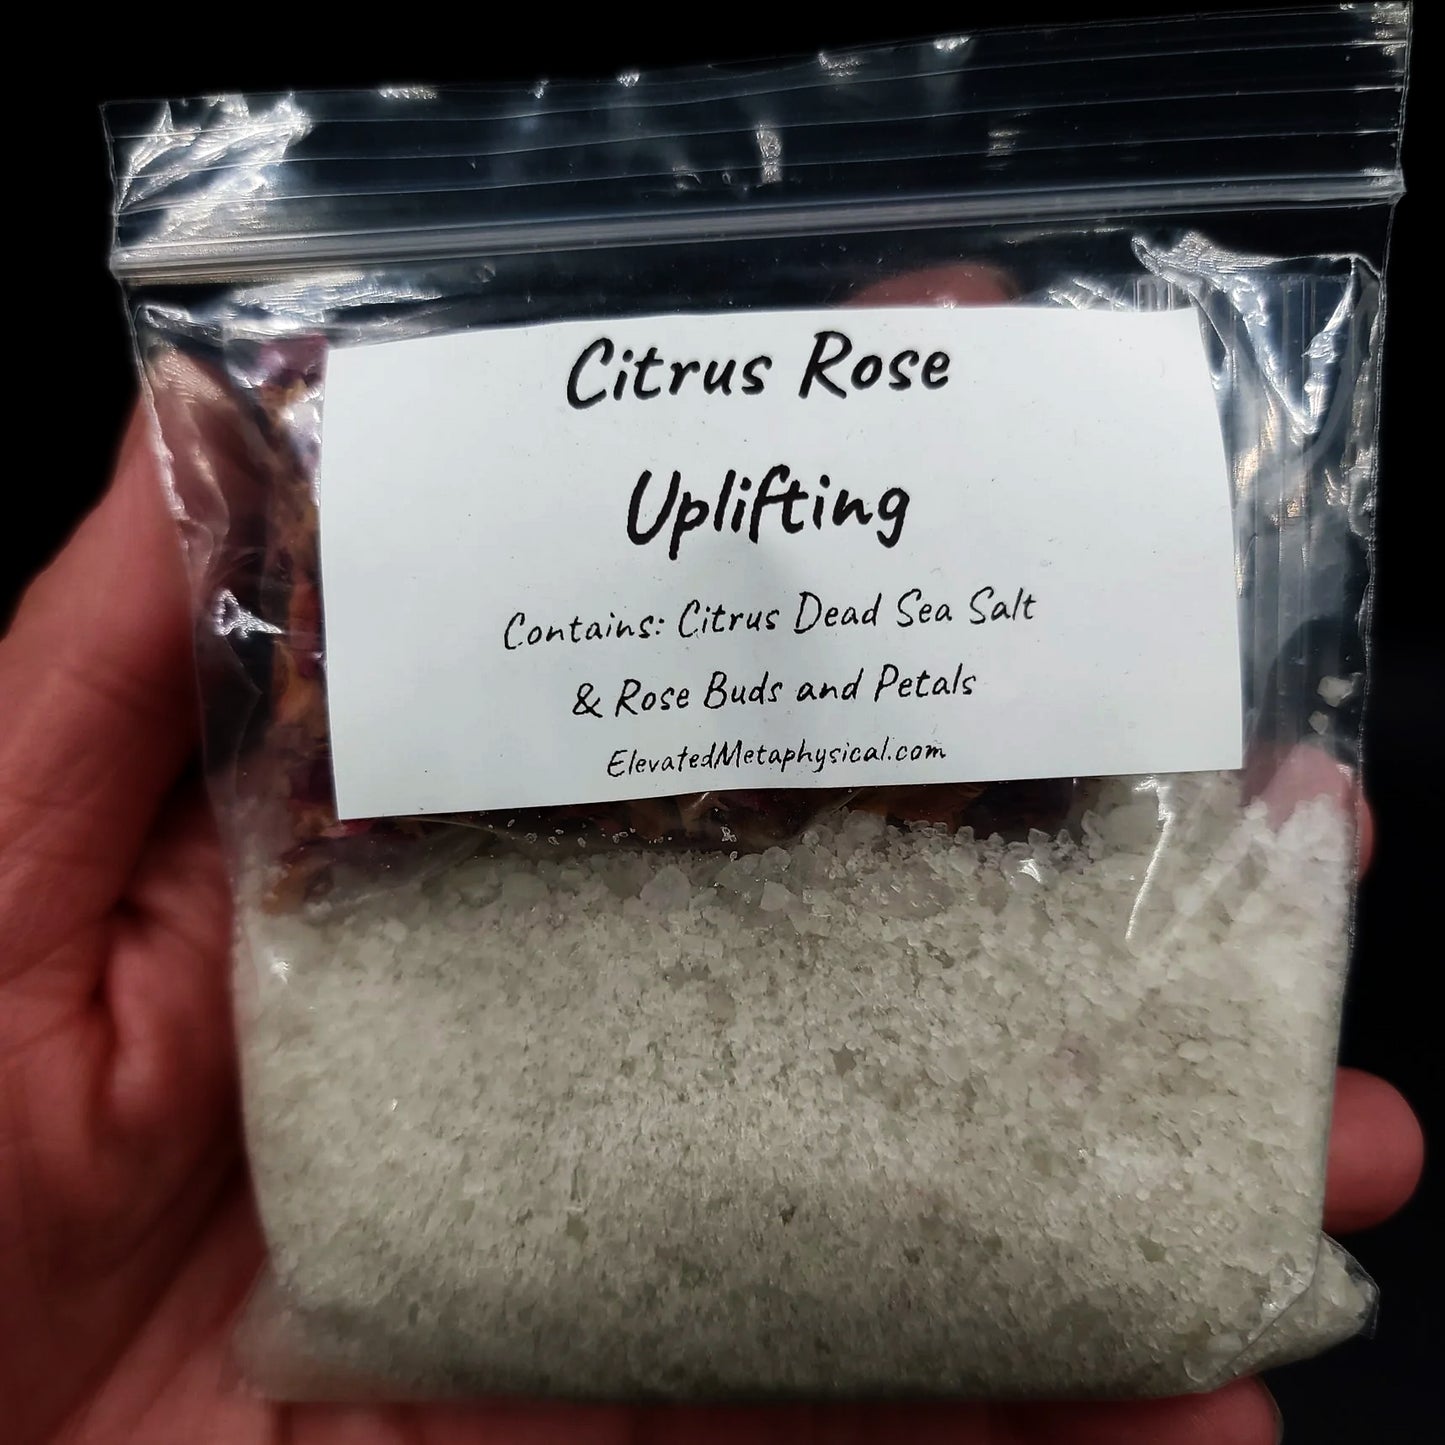 Citrus Rose
Uplifting
Contains: Citrus Dead Sea Salt
& Rose Buds and Petals
ElevatedMetaphysical.com